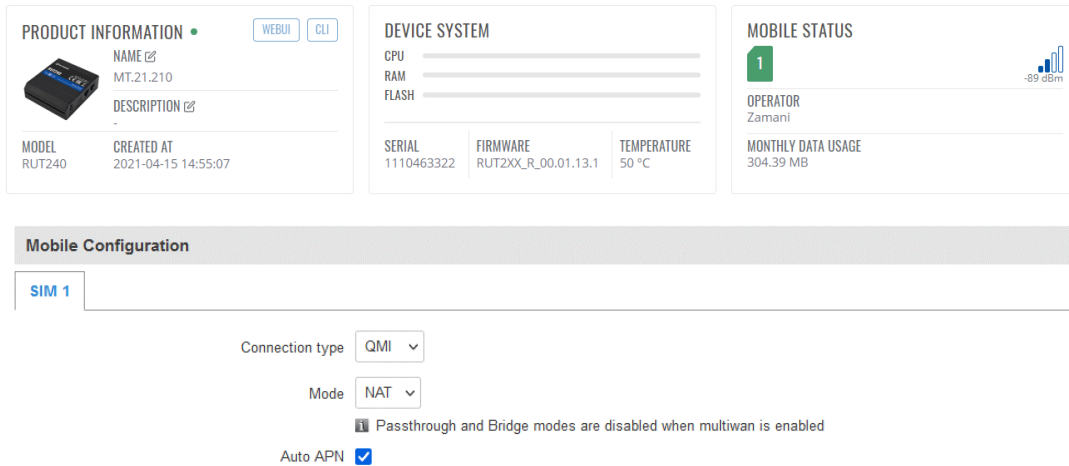 PRODUCT INFORMATION
WEBUI
CLI
NAME
MT.21.210
DESCRIPTION
-
MODEL
RUT240
CREATED AT
2021-04-15 14:55:07
DEVICE SYSTEM
CPU
RAM
FLASH
SERIAL
1110463322
FIRMWARE
RUT2XX_R_00.01.13.1
TEMPERATURE
50 °C
MOBILE STATUS
1
-89 dBm
OPERATOR
Zamani
MONTHLY DATA USAGE
304.39 MB
Mobile Configuration
SIM 1
Connection type QMI
Mode NAT
Passthrough and Bridge modes are disabled when multiwan is enabled
Auto APN